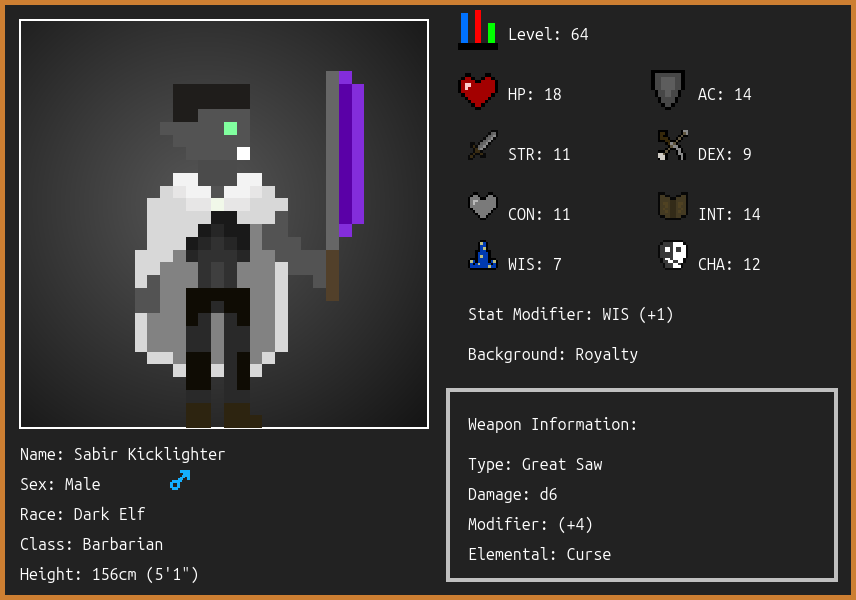 Level: 64
HP: 18
AC: 14
STR: 11
DEX: 9
CON: 11
INT: 14
WIS: 7
CHA: 12
Stat Modifier: WIS (+1)
Background: Royalty
Weapon Information:
Type: Great Saw
Damage: d6
Modifier: (+4)
Elemental: Curse
Name: Sabir Kicklighter
Sex: Male
Race: Dark Elf
Class: Barbarian
Height: 156cm (5'1")